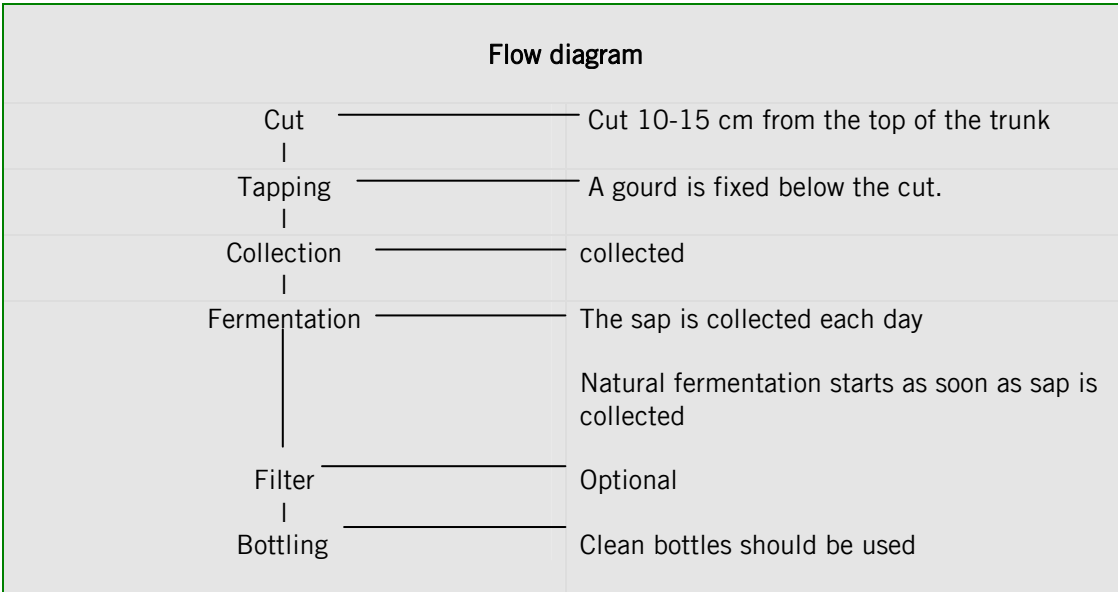 Flow diagram
Cut Cut 10-15 cm from the top of the trunk
Tapping A gourd is fixed below the cut.
Collection collected
Fermentation The sap is collected each day
Natural fermentation starts as soon as sap is
collected
Filter Optional
Bottling Clean bottles should be used